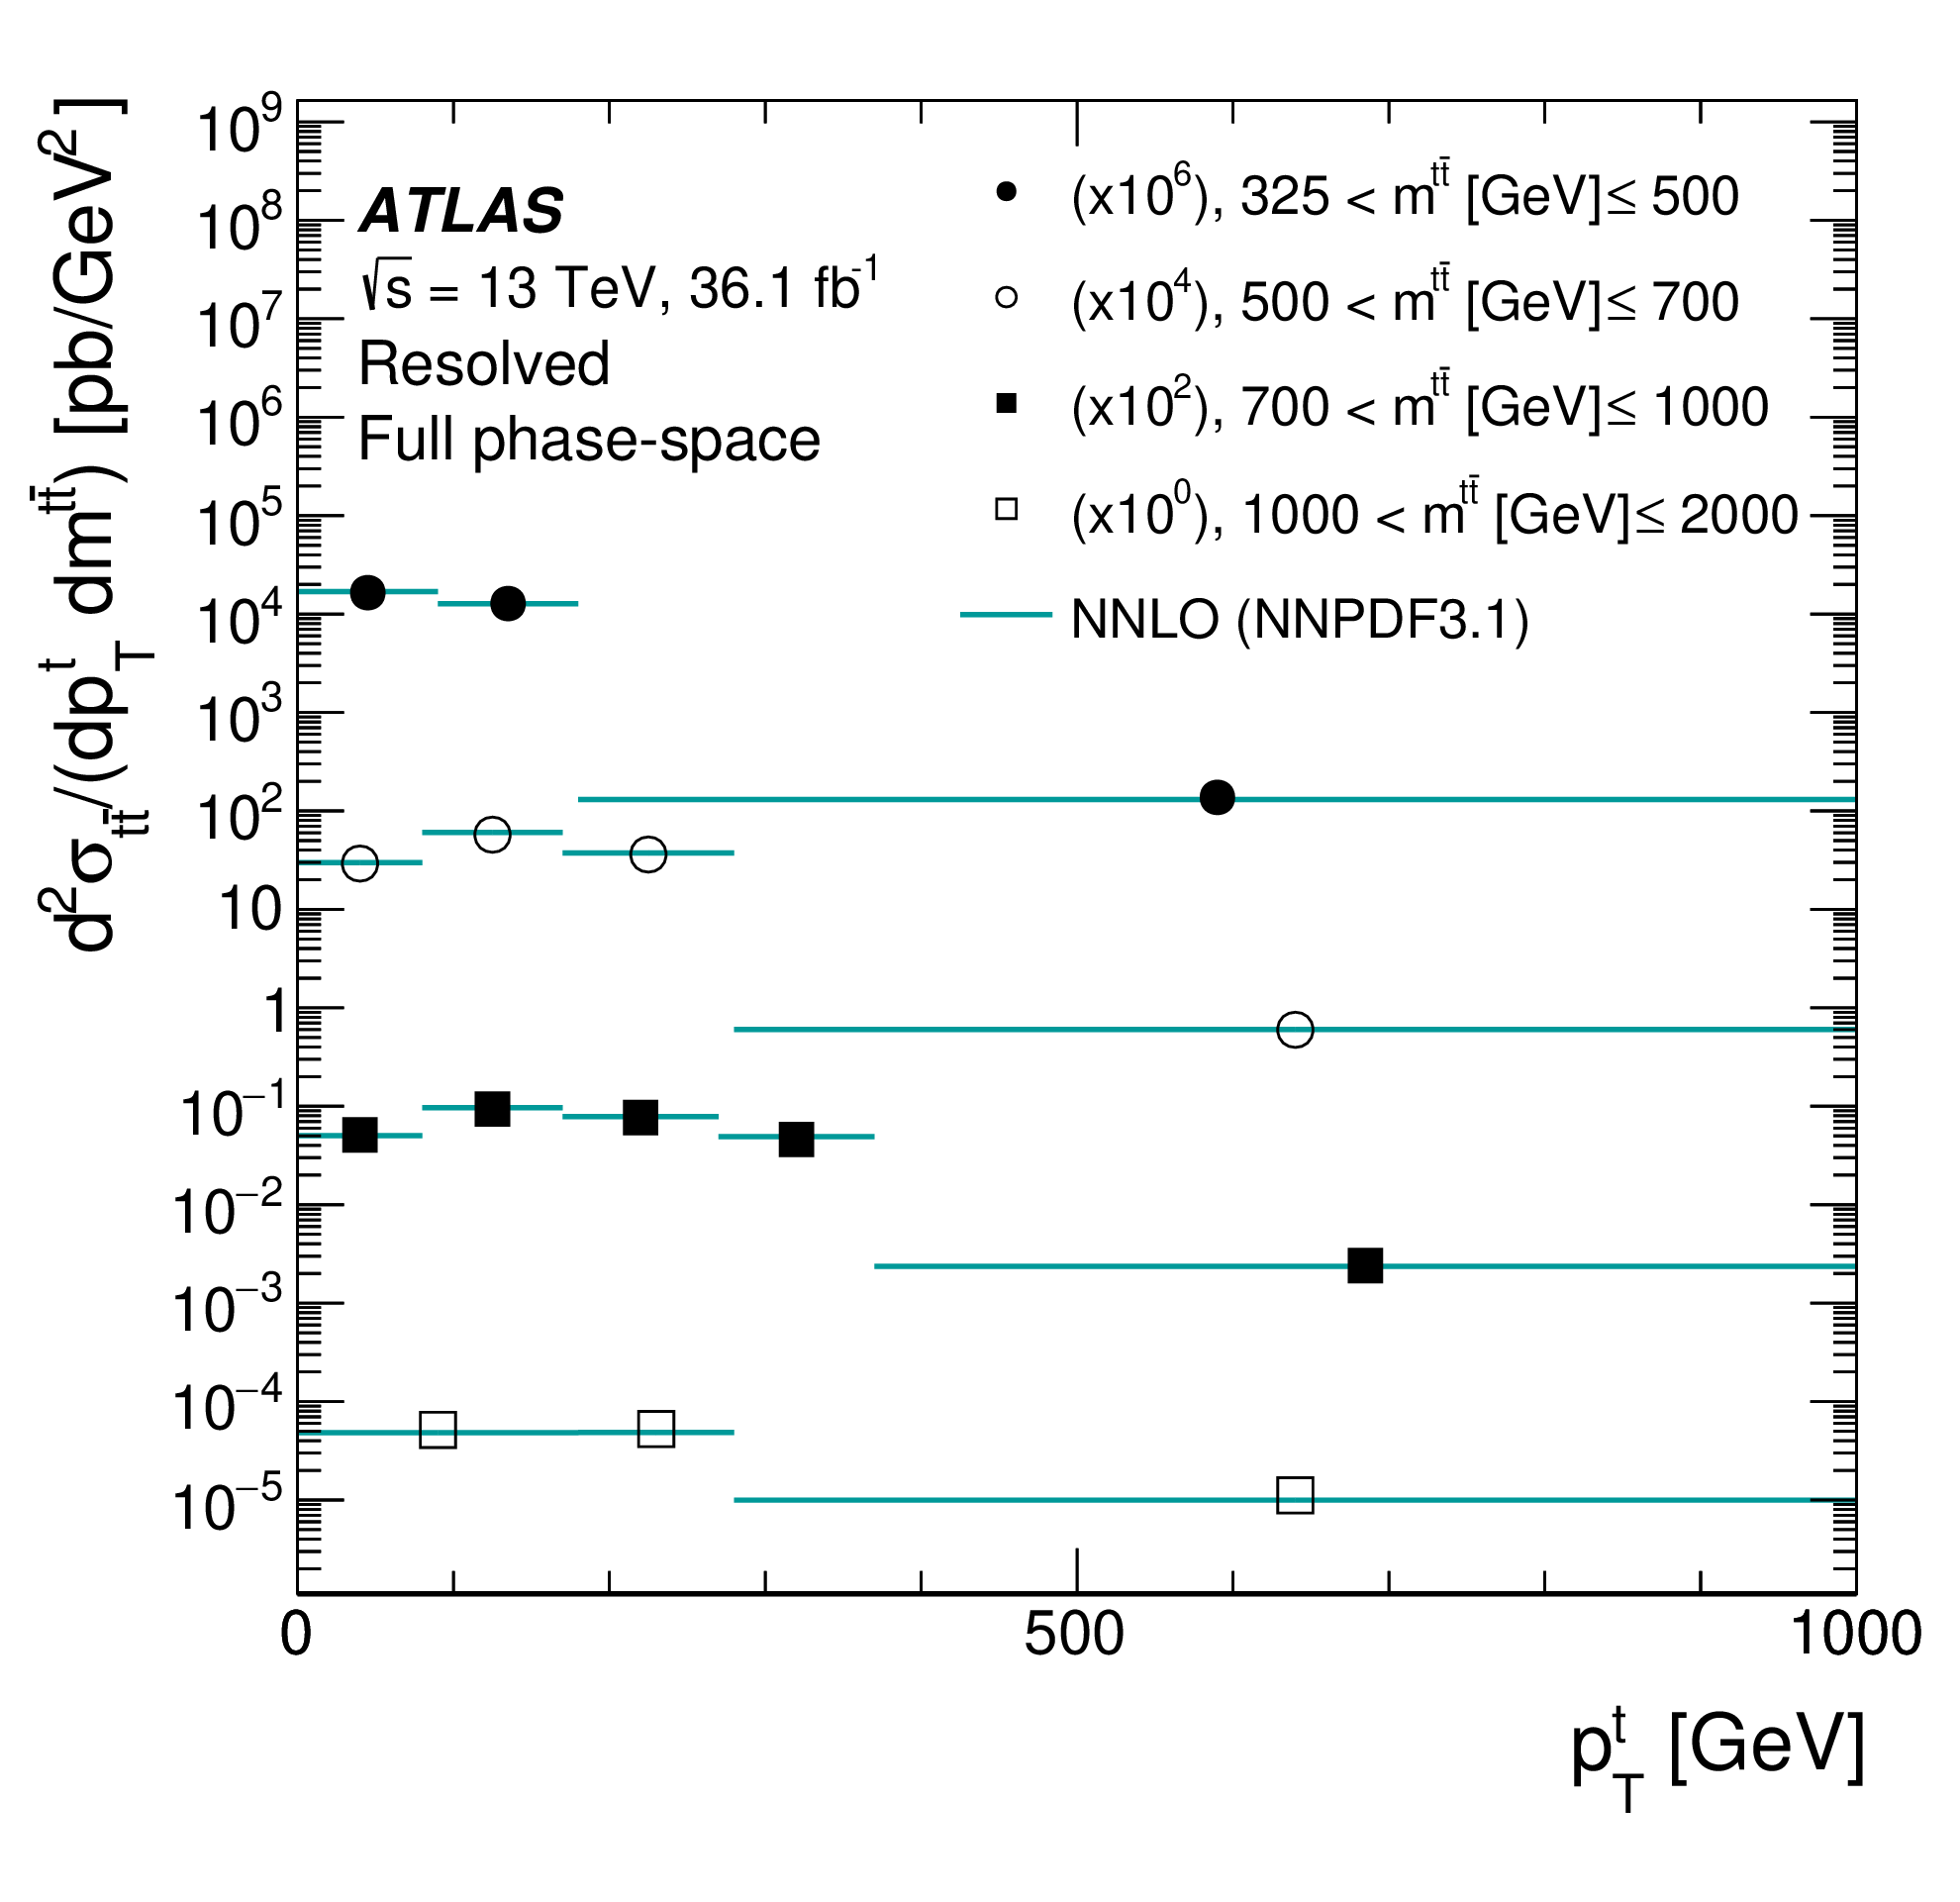 d²σ_tt̄/(dp_T^t dm^tt̄) [pb/GeV²]
10⁹
10⁸
10⁷
10⁶
10⁵
10⁴
10³
10²
10
1
10⁻¹
10⁻²
10⁻³
10⁻⁴
10⁻⁵
ATLAS
√s = 13 TeV, 36.1 fb⁻¹
Resolved
Full phase-space
(x10⁶), 325 < m^tt̄ [GeV]≤ 500
(x10⁴), 500 < m^tt̄ [GeV]≤ 700
(x10²), 700 < m^tt̄ [GeV]≤ 1000
(x10⁰), 1000 < m^tt̄ [GeV]≤ 2000
NNLO (NNPDF3.1)
0 500 1000
p_T^t [GeV]